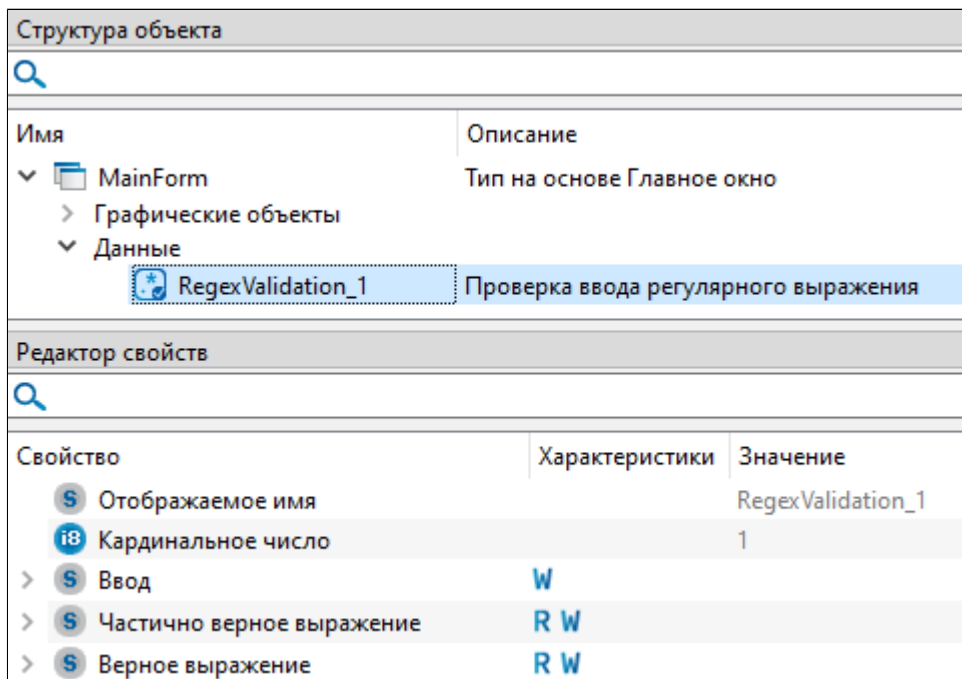 Структура объекта
Имя Описание
MainForm Тип на основе Главное окно
Графические объекты
Данные
RegexValidation_1 Проверка ввода регулярного выражения
Редактор свойств
Свойство Характеристики Значение
S Отображаемое имя RegexValidation_1
i8 Кардинальное число 1
S Ввод W
S Частично верное выражение R W
S Верное выражение R W